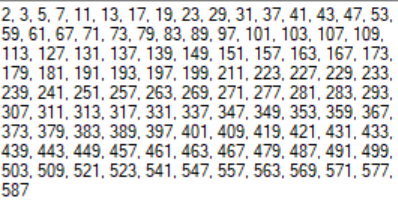 2, 3, 5, 7, 11, 13, 17, 19, 23, 29, 31, 37, 41, 43, 47, 53,
59, 61, 67, 71, 73, 79, 83, 89, 97, 101, 103, 107, 109,
113, 127, 131, 137, 139, 149, 151, 157, 163, 167, 173,
179, 181, 191, 193, 197, 199, 211, 223, 227, 229, 233,
239, 241, 251, 257, 263, 269, 271, 277, 281, 283, 293,
307, 311, 313, 317, 331, 337, 347, 349, 353, 359, 367,
373, 379, 383, 389, 397, 401, 409, 419, 421, 431, 433,
439, 443, 449, 457, 461, 463, 467, 479, 487, 491, 499,
503, 509, 521, 523, 541, 547, 557, 563, 569, 571, 577,
587